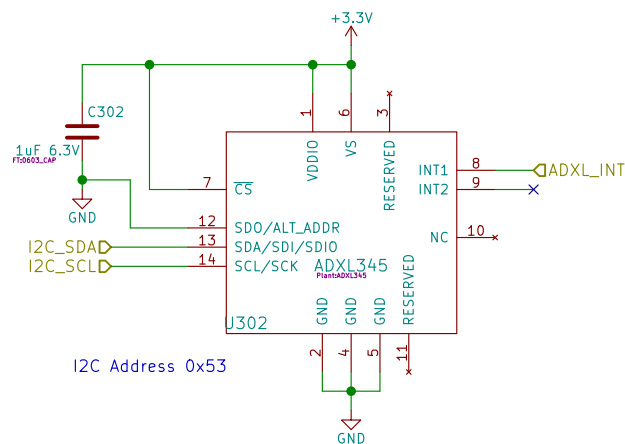 +3.3V
C302
1uF 6.3V
FT:0603_CAP
GND
1
6
3
VDDIO
VS
RESERVED
7
CS
INT1
8
ADXL_INT
INT2
9
12
SDO/ALT_ADDR
I2C_SDA
13
SDA/SDI/SDIO
NC
10
I2C_SCL
14
SCL/SCK
ADXL345
Plant:ADXL345
GND
GND
GND
RESERVED
U302
2
4
5
11
I2C Address 0x53
GND